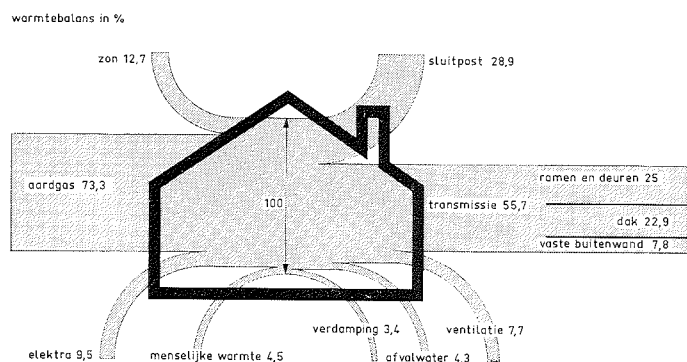 warmtebalans in %
zon 12,7
sluitpost 28,9
aardgas 73,3
100
transmissie 55,7
ramen en deuren 25
dak 22,9
vaste buitenwand 7,8
elektra 9,5
menselijke warmte 4,5
verdamping 3,4
afvalwater 4.3
ventilatie 7,7